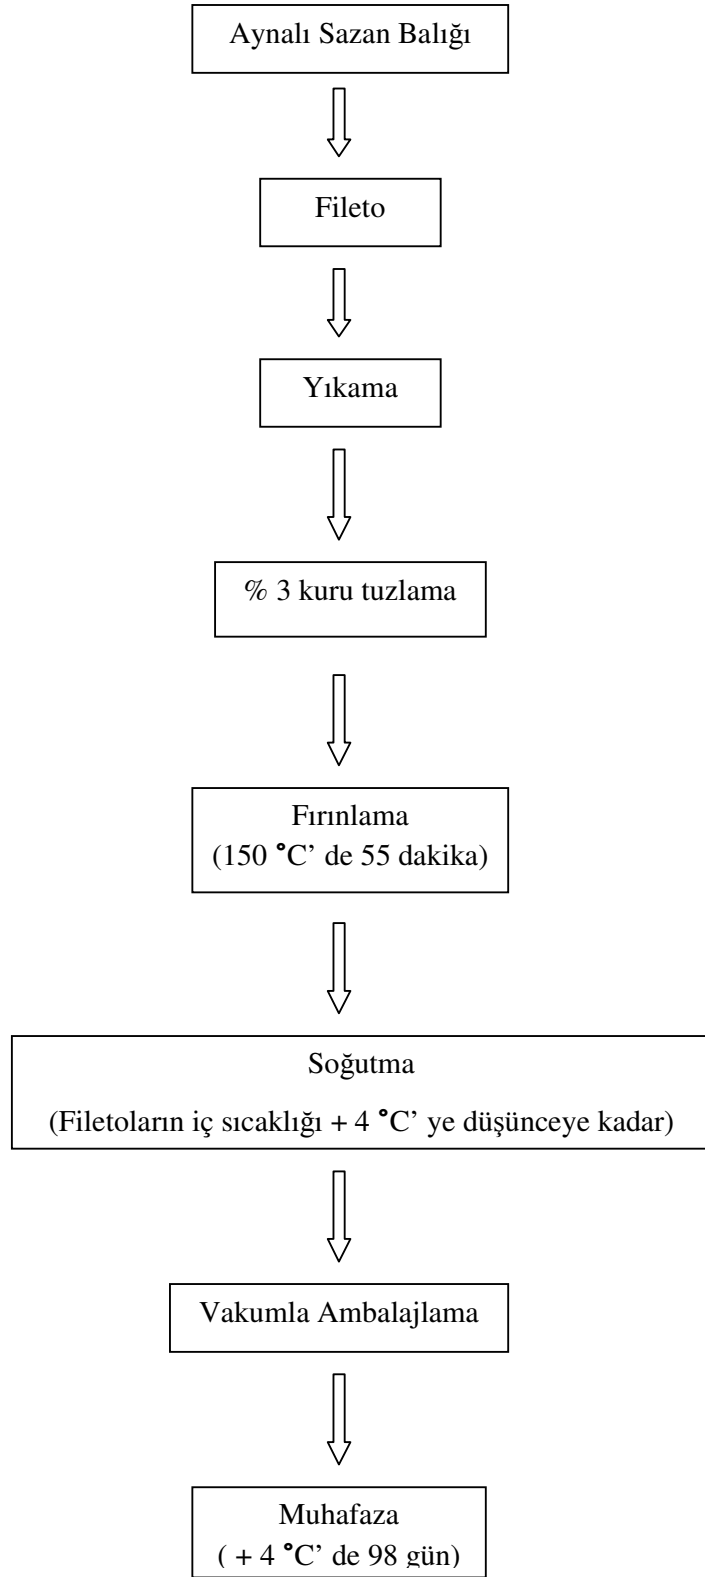 Aynalı Sazan Balığı
Fileto
Yıkama
% 3 kuru tuzlama
Fırınlama
(150 °C’ de 55 dakika)
Soğutma
(Filetoların iç sıcaklığı + 4 °C’ ye düşünceye kadar)
Vakumla Ambalajlama
Muhafaza
( + 4 °C’ de 98 gün)